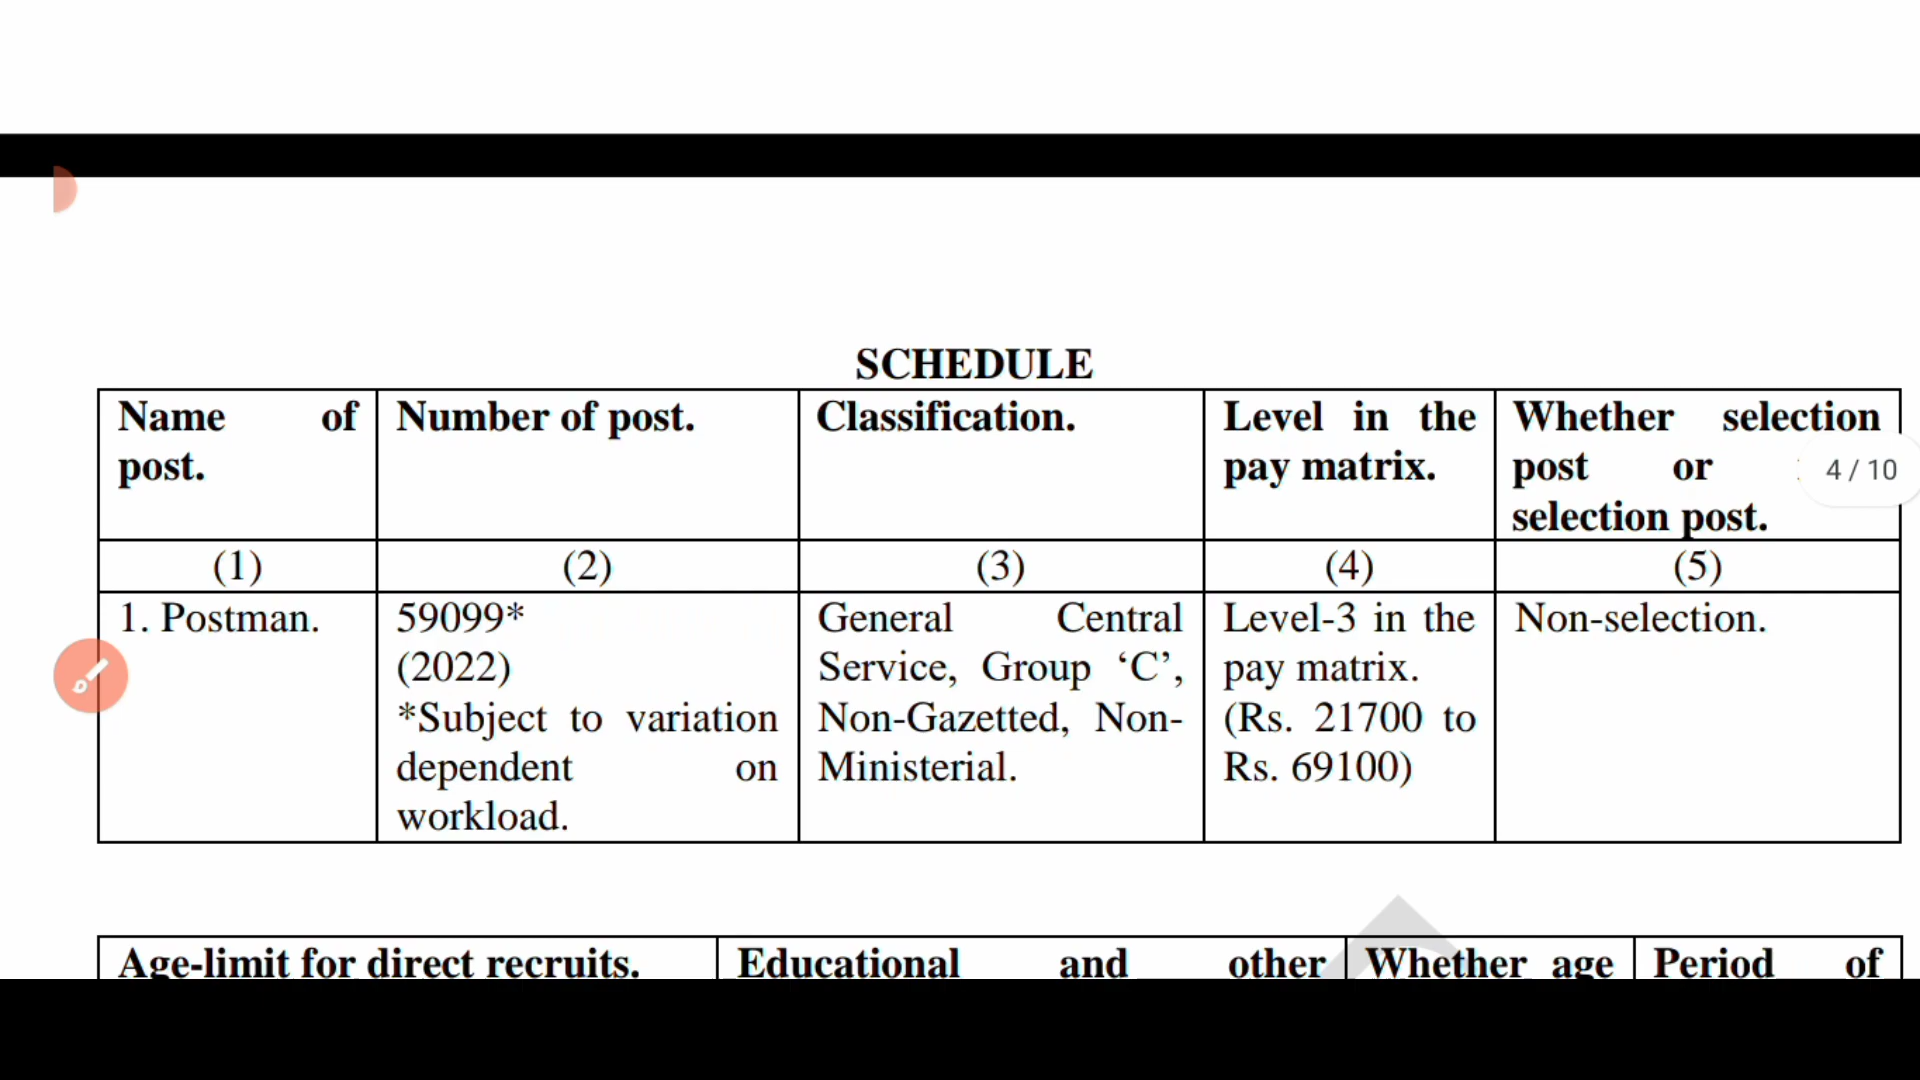 SCHEDULE
Name of
post.
Number of post.
Classification.
Level in the
pay matrix.
Whether selection
post or
selection post.
4 / 10
(1)
(2)
(3)
(4)
(5)
1. Postman.
59099*
(2022)
*Subject to variation
dependent on
workload.
General Central
Service, Group ‘C’,
Non-Gazetted, Non-
Ministerial.
Level-3 in the
pay matrix.
(Rs. 21700 to
Rs. 69100)
Non-selection.
Age-limit for direct recruits.
Educational and other
Whether age
Period of